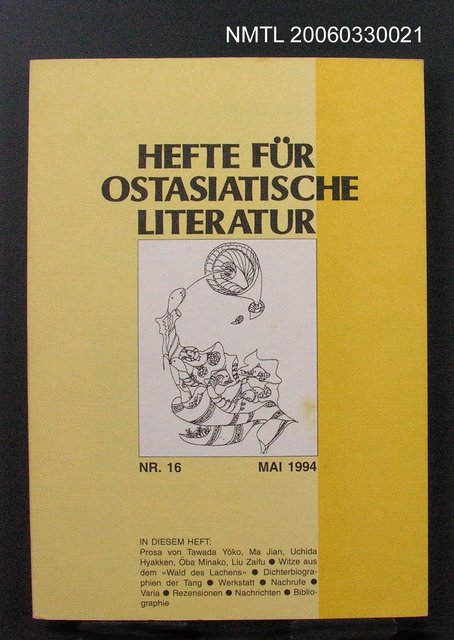 NMTL 20060330021
HEFTE FÜR
OSTASIATISCHE
LITERATUR
NR. 16 MAI 1994
IN DIESEM HEFT:
Prosa von Tawada Yōko, Ma Jian, Uchida
Hyakken, Ōba Minako, Liu Zaifu ● Witze aus
dem »Wald des Lachens« ● Dichterbiogra-
phien der Tang ● Werkstatt ● Nachrufe ●
Varia ● Rezensionen ● Nachrichten ● Biblio-
graphie